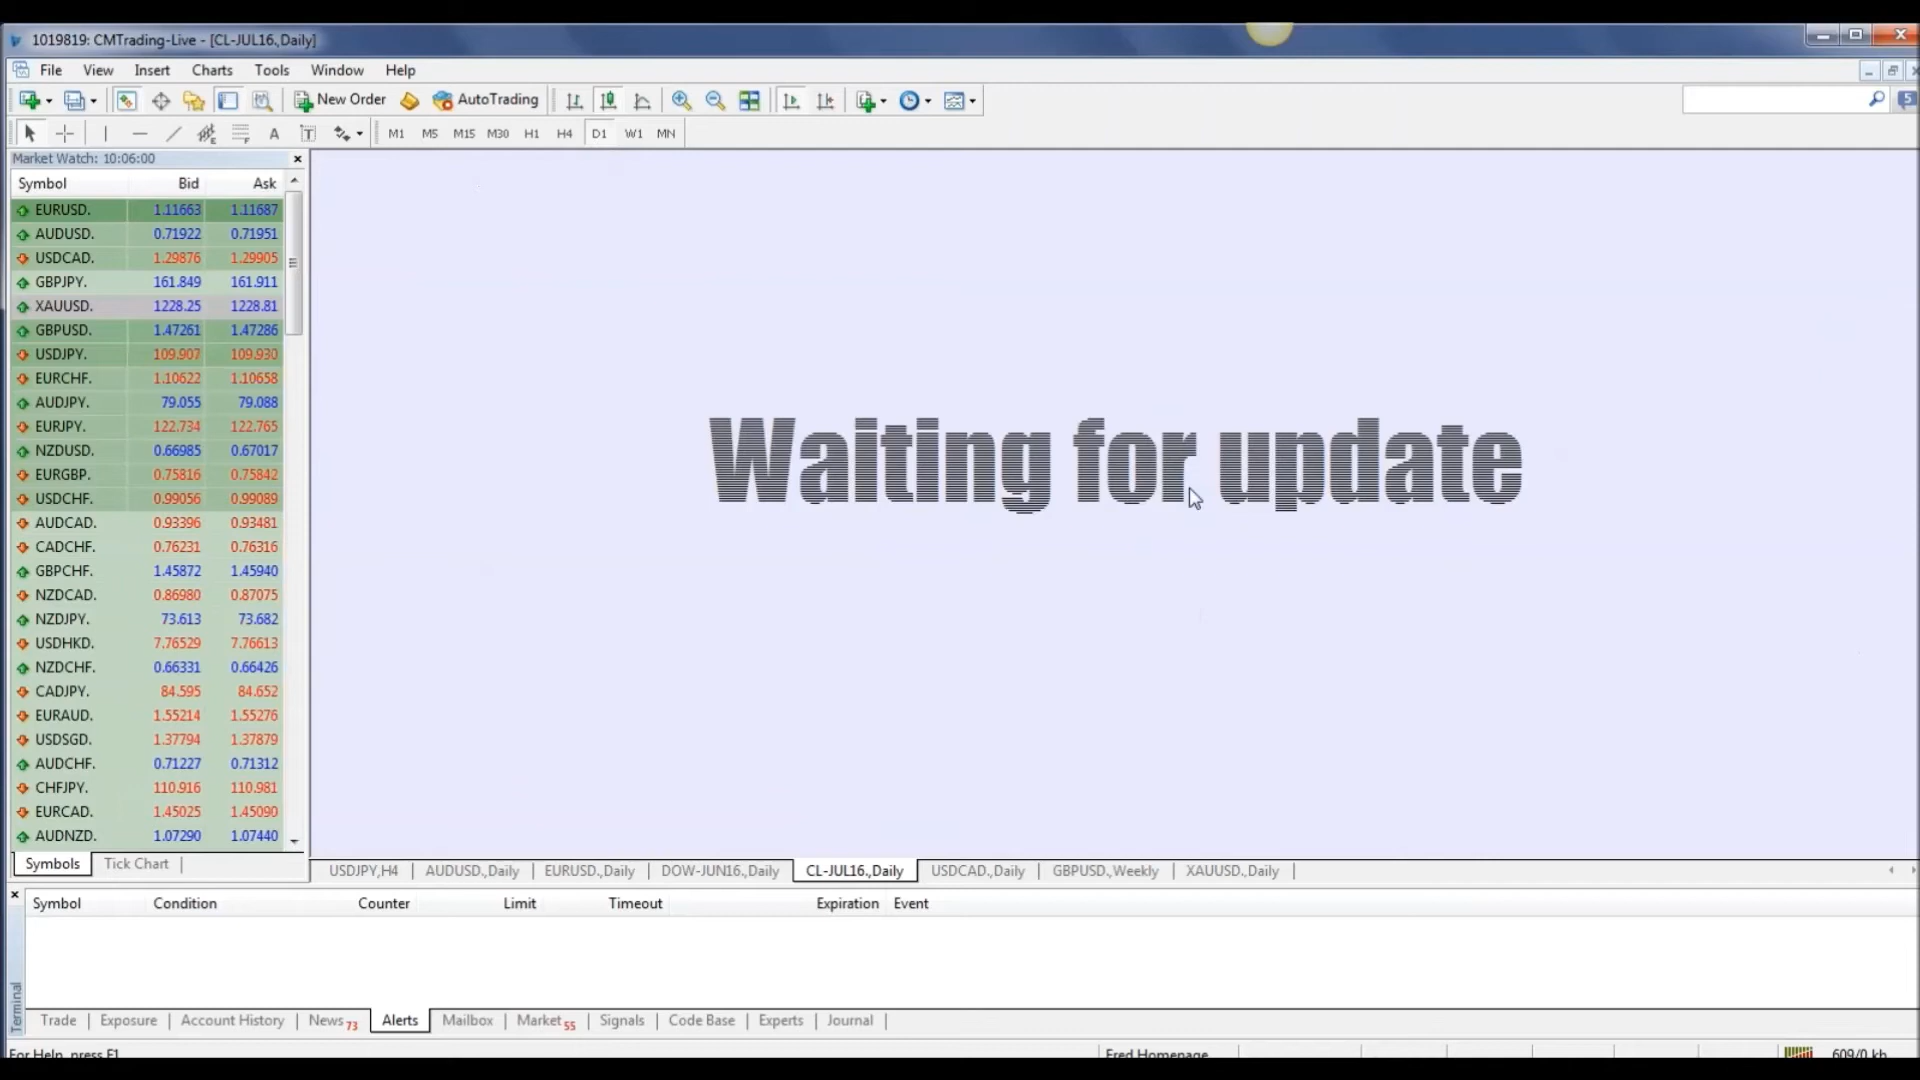 1019819: CMTrading-Live - [CL-JUL16.,Daily]
File View Insert Charts Tools Window Help
New Order AutoTrading
5
A T M1 M5 M15 M30 H1 H4 D1 W1 MN
Market Watch: 10:06:00
Symbol Bid Ask
EURUSD. 1.11663 1.11687
AUDUSD. 0.71922 0.71951
USDCAD. 1.29876 1.29905
GBPJPY. 161.849 161.911
XAUUSD. 1228.25 1228.81
GBPUSD. 1.47261 1.47286
USDJPY. 109.907 109.930
EURCHF. 1.10622 1.10658
AUDJPY. 79.055 79.088
EURJPY. 122.734 122.765
NZDUSD. 0.66985 0.67017
EURGBP. 0.75816 0.75842
USDCHF. 0.99056 0.99089
AUDCAD. 0.93396 0.93481
CADCHF. 0.76231 0.76316
GBPCHF. 1.45872 1.45940
NZDCAD. 0.86980 0.87075
NZDJPY. 73.613 73.682
USDHKD. 7.76529 7.76613
NZDCHF. 0.66331 0.66426
CADJPY. 84.595 84.652
EURAUD. 1.55214 1.55276
USDSGD. 1.37794 1.37879
AUDCHF. 0.71227 0.71312
CHFJPY. 110.916 110.981
EURCAD. 1.45025 1.45090
AUDNZD. 1.07290 1.07440
Symbols Tick Chart
Waiting for update
USDJPY,H4 AUDUSD.,Daily EURUSD.,Daily DOW-JUN16.,Daily CL-JUL16.,Daily USDCAD.,Daily GBPUSD.,Weekly XAUUSD.,Daily
Symbol Condition Counter Limit Timeout Expiration Event
Terminal
Trade Exposure Account History News 73 Alerts Mailbox Market 55 Signals Code Base Experts Journal
For Help, press F1 Fred Homepage 609/0 kb